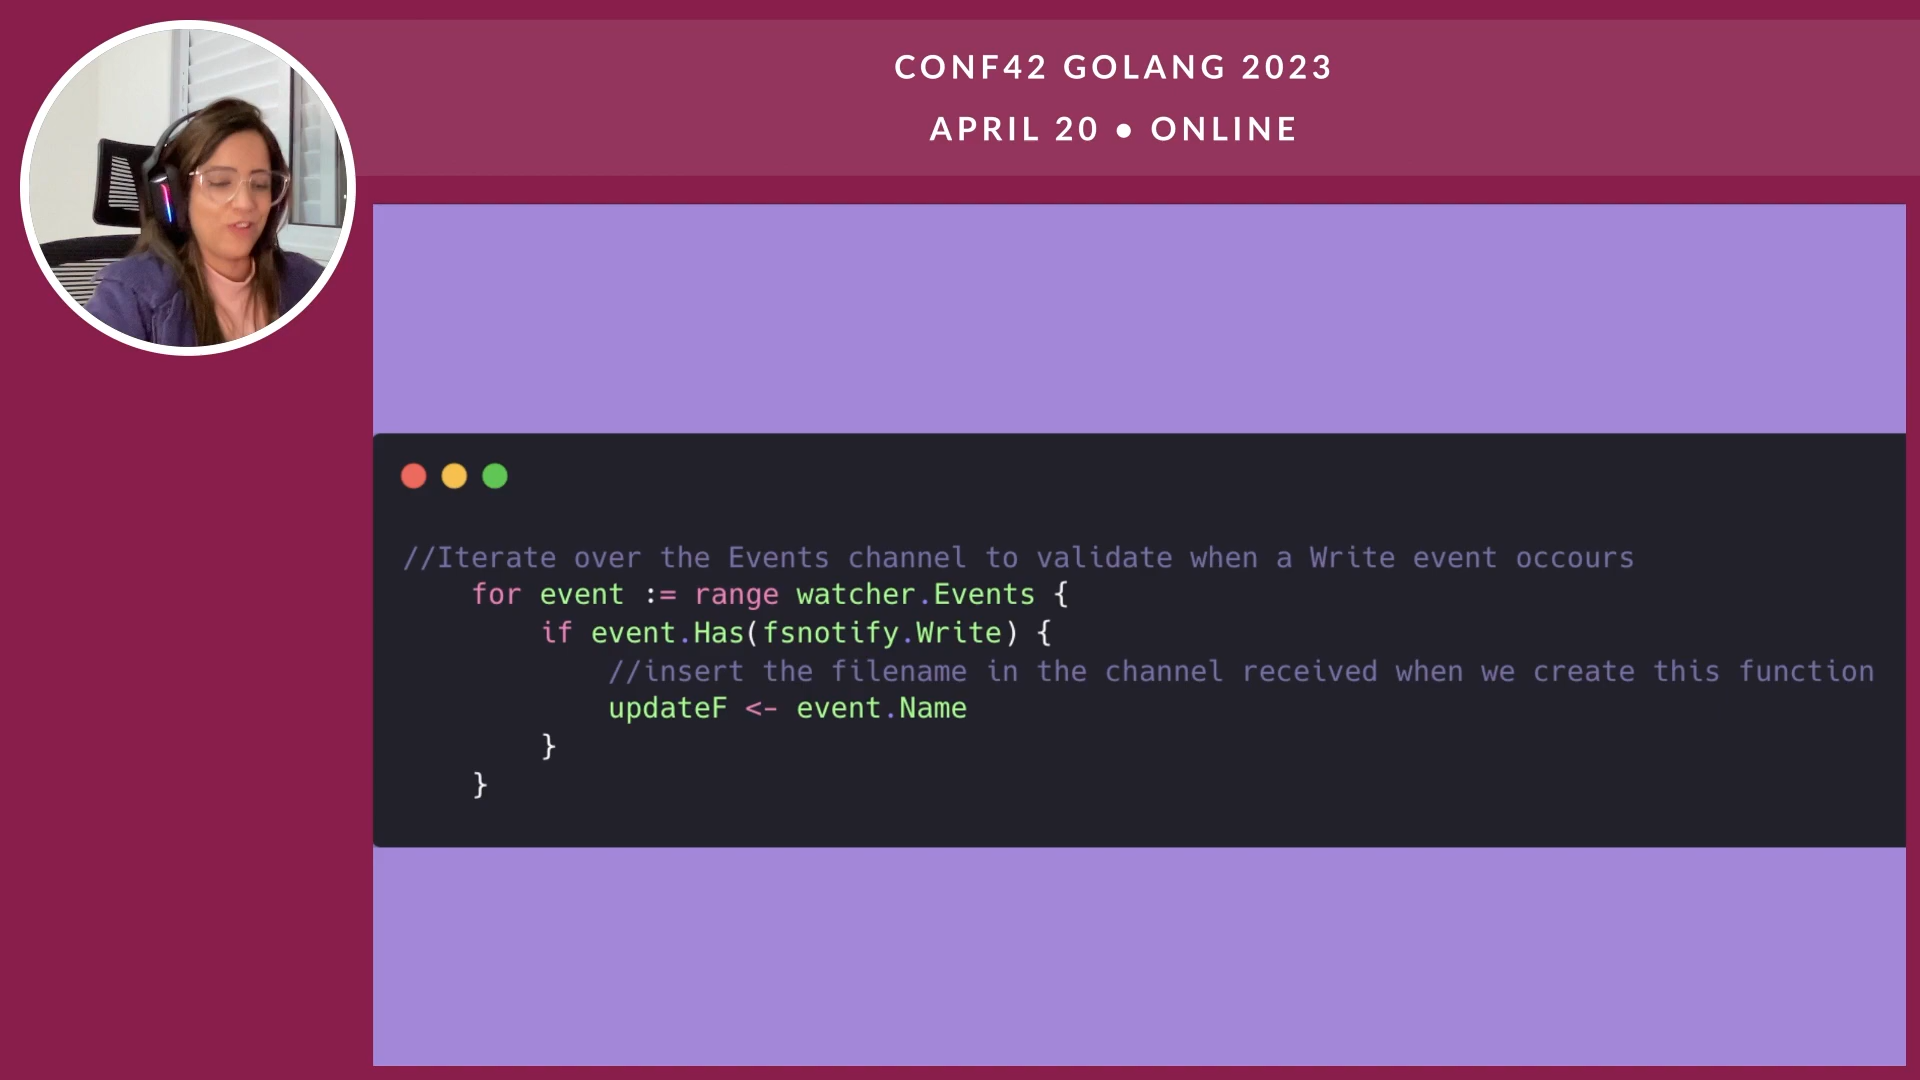 CONF42 GOLANG 2023
APRIL 20 ● ONLINE
//Iterate over the Events channel to validate when a Write event occours
for event := range watcher.Events {
if event.Has(fsnotify.Write) {
//insert the filename in the channel received when we create this function
updateF <- event.Name
}
}